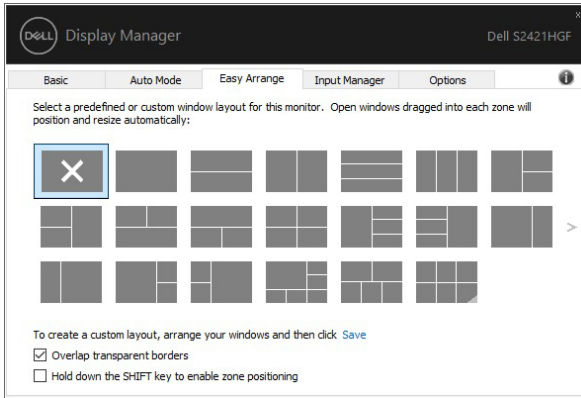 DELL Display Manager
Dell S2421HGF
Basic
Auto Mode
Easy Arrange
Input Manager
Options
Select a predefined or custom window layout for this monitor. Open windows dragged into each zone will
position and resize automatically:
To create a custom layout, arrange your windows and then click Save
Overlap transparent borders
Hold down the SHIFT key to enable zone positioning